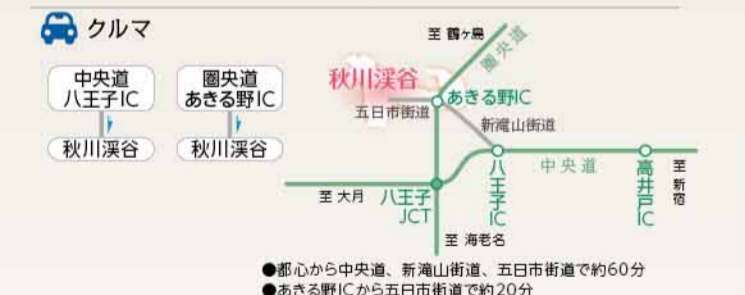 クルマ
中央道
八王子IC
秋川渓谷
圏央道
あきる野IC
秋川渓谷
至 鶴ヶ島
圏央道
秋川渓谷
あきる野IC
五日市街道
新滝山街道
中央道
至 大月
八王子
JCT
八王子IC
高井戸IC
至 新宿
至 海老名
●都心から中央道、新滝山街道、五日市街道で約60分
●あきる野ICから五日市街道で約20分